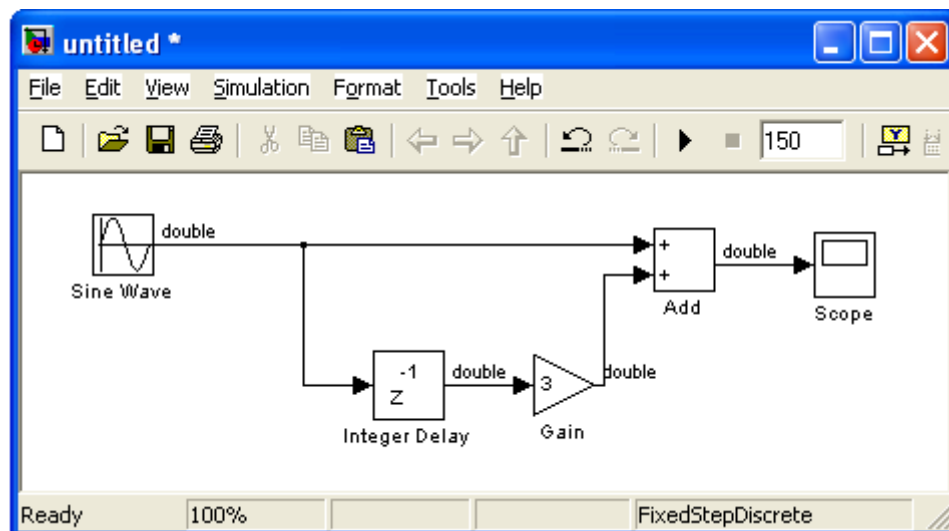 untitled *
File Edit View Simulation Format Tools Help
150
Y
double
Sine Wave
+
+
double
Add
Scope
-1
Z
double
3
double
Integer Delay
Gain
Ready 100% FixedStepDiscrete